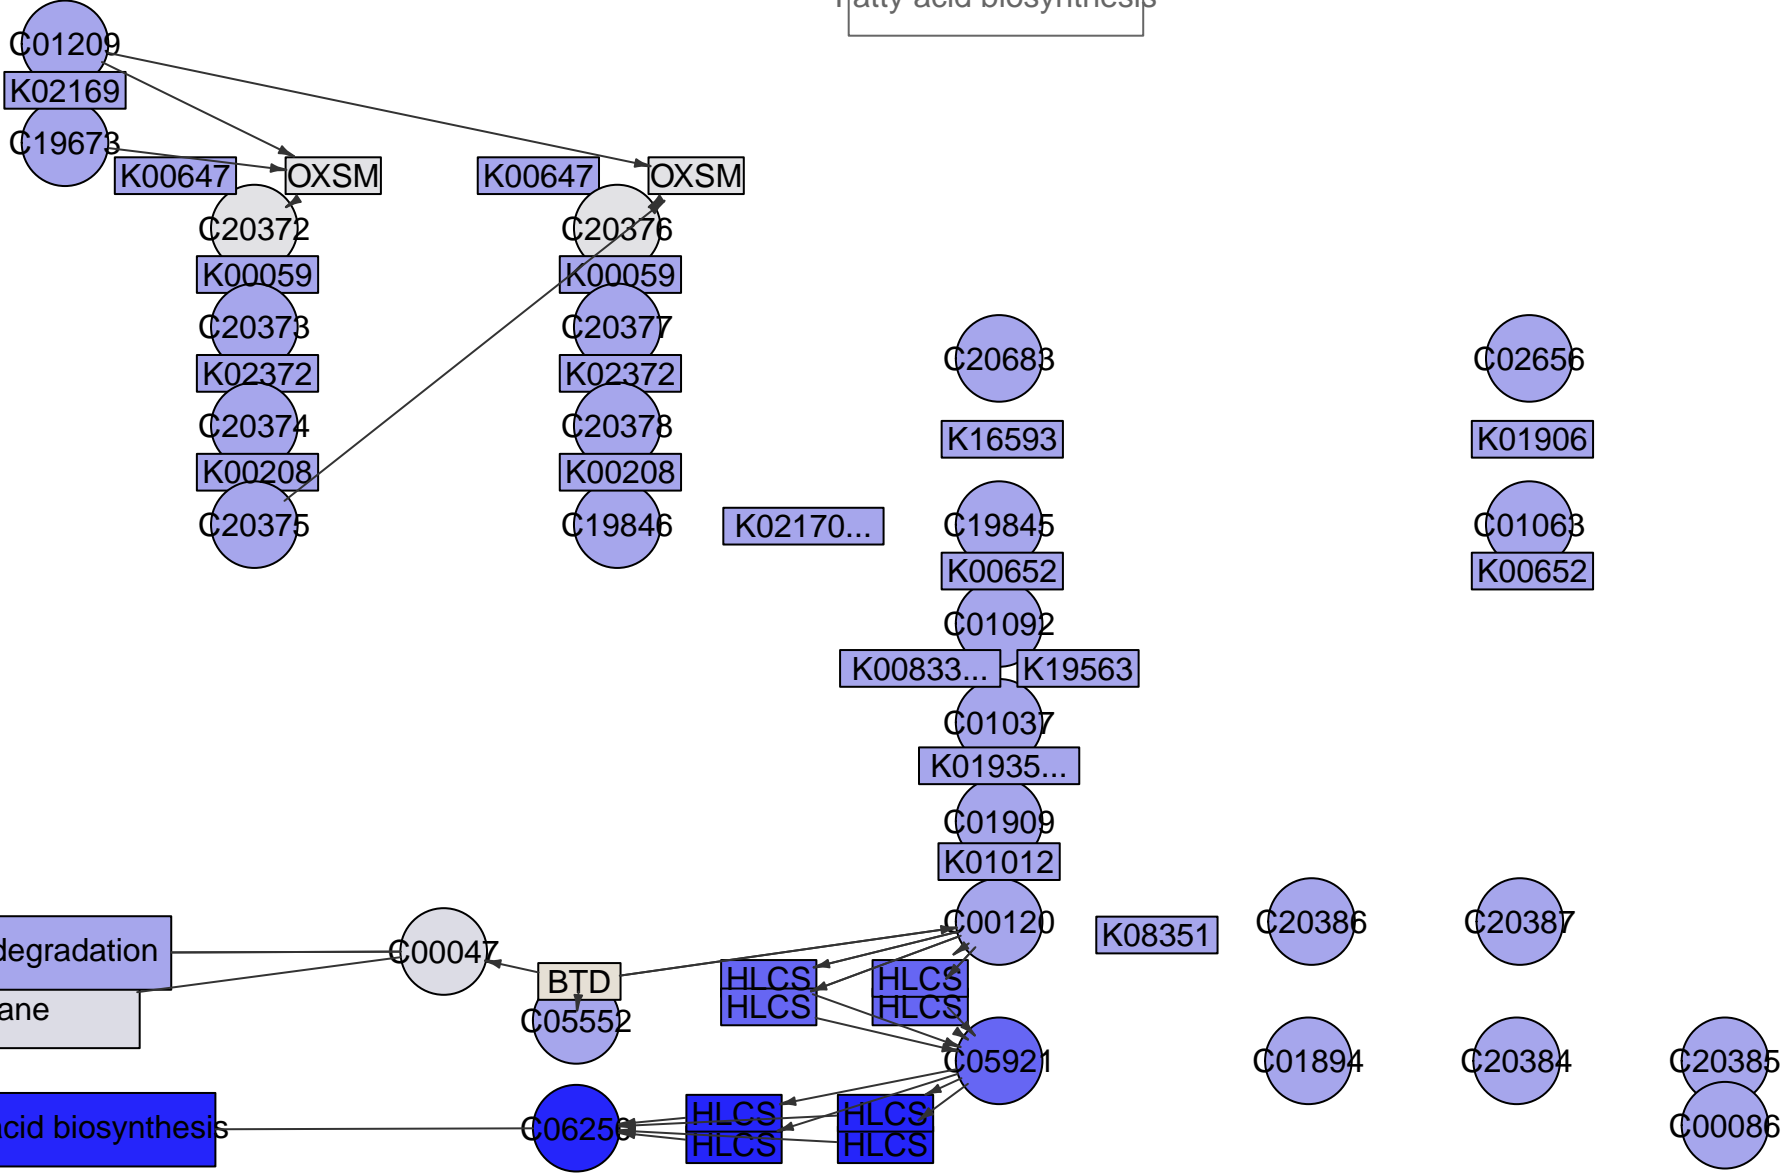 Fatty acid biosynthesis
C01209
K02169
C19673
K00647
OXSM
K00647
OXSM
C20372
C20376
K00059
K00059
C20373
C20377
C20683
C02656
K02372
K02372
C20374
C20378
K16593
K01906
K00208
K00208
C20375
C19846
K02170...
C19845
C01063
K00652
K00652
C01092
K00833...
K19563
C01037
K01935...
C01909
K01012
C00120
K08351
C20386
C20387
degradation
C00047
BTD
HLCS
HLCS
HLCS
HLCS
ane
C05552
C05921
C01894
C20384
C20385
acid biosynthesis
C06250
HLCS
HLCS
HLCS
HLCS
C00086